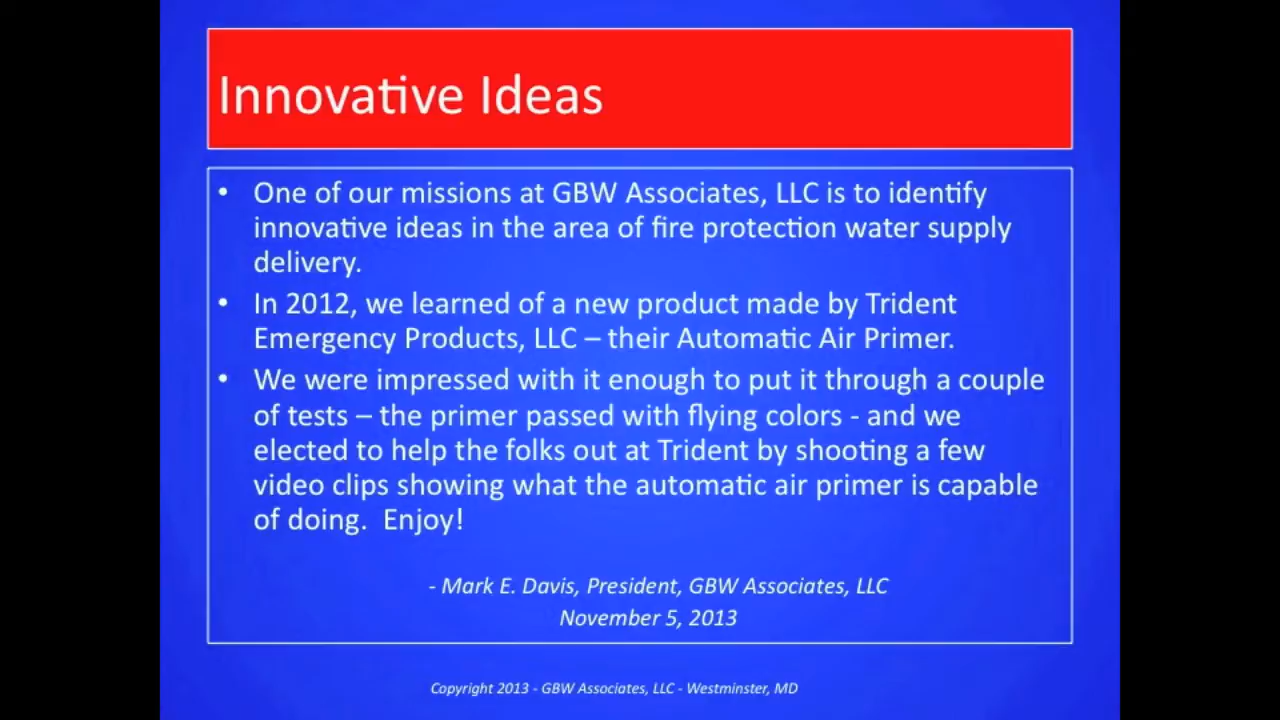 Innovative Ideas
• One of our missions at GBW Associates, LLC is to identify
innovative ideas in the area of fire protection water supply
delivery.
• In 2012, we learned of a new product made by Trident
Emergency Products, LLC – their Automatic Air Primer.
• We were impressed with it enough to put it through a couple
of tests – the primer passed with flying colors - and we
elected to help the folks out at Trident by shooting a few
video clips showing what the automatic air primer is capable
of doing.  Enjoy!
- Mark E. Davis, President, GBW Associates, LLC
November 5, 2013
Copyright 2013 - GBW Associates, LLC - Westminster, MD